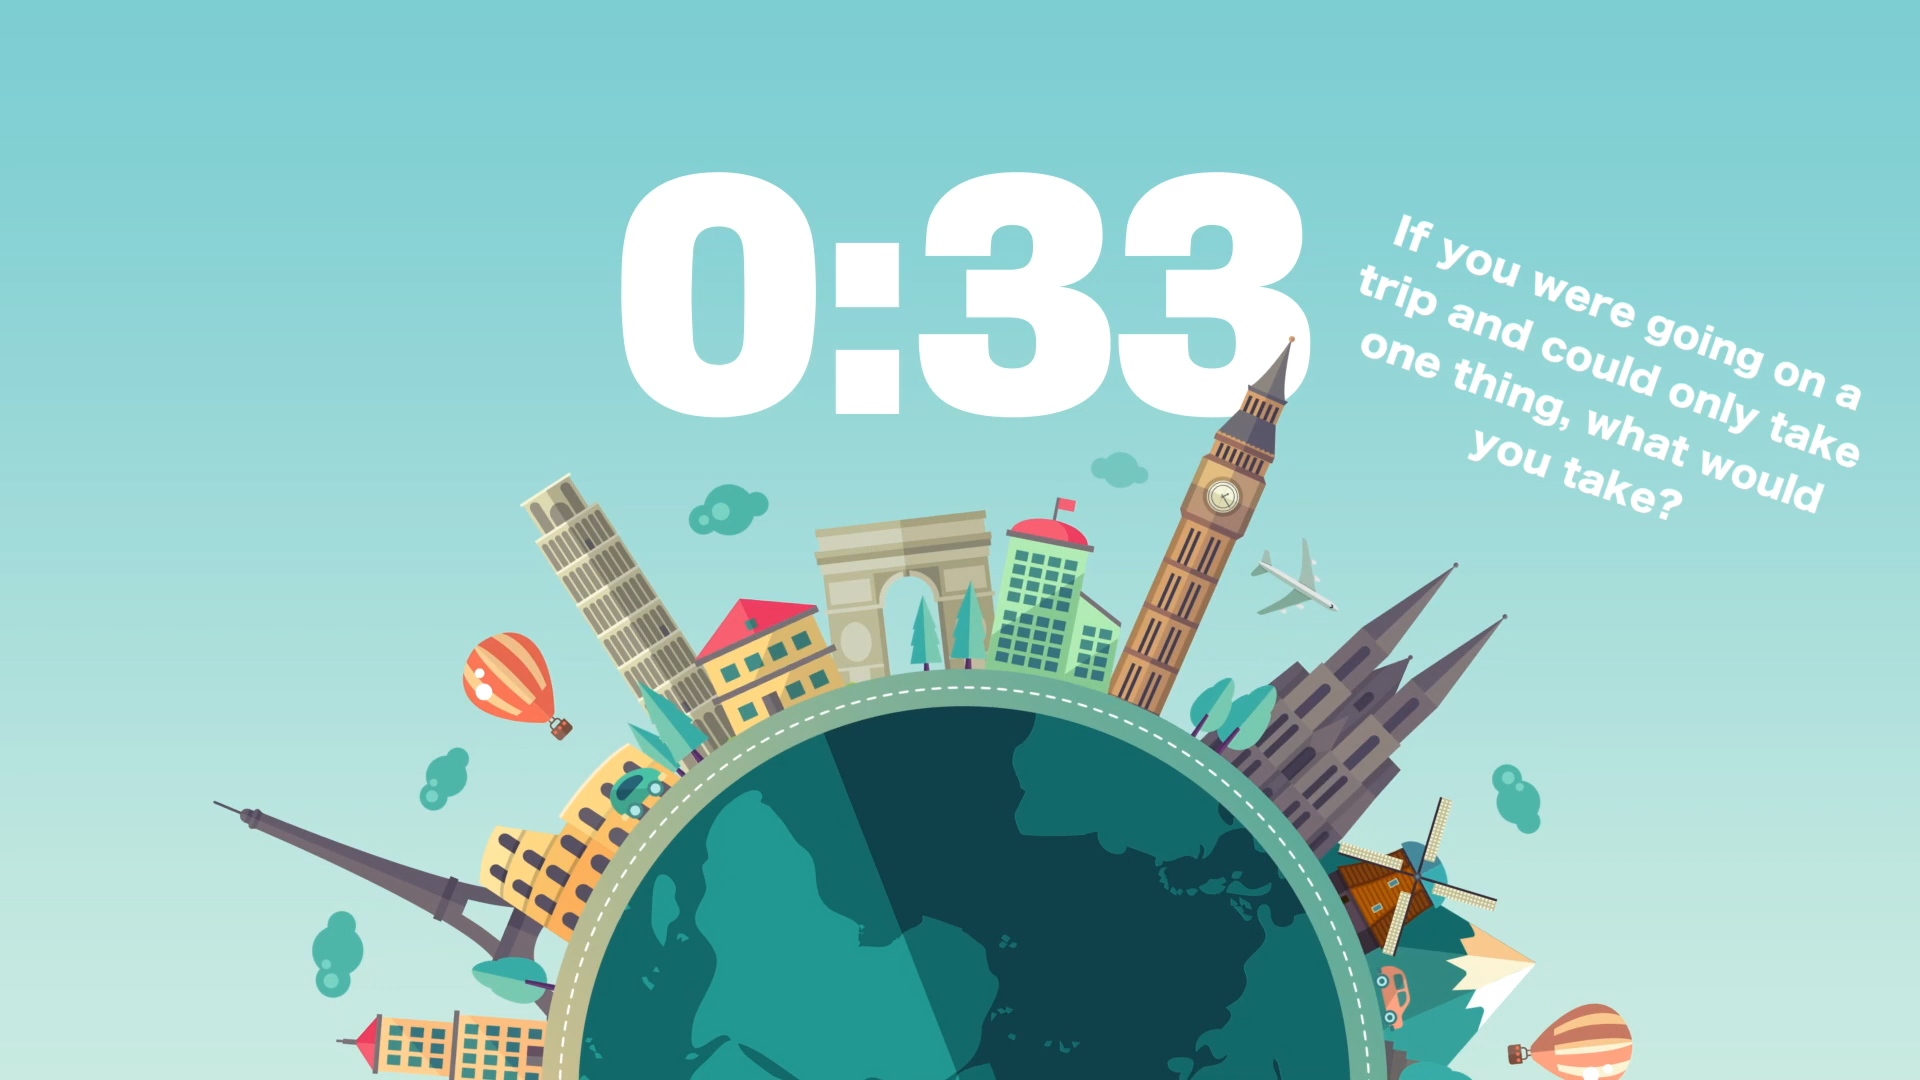 0:33
If you were going on a
trip and could only take
one thing, what would
you take?